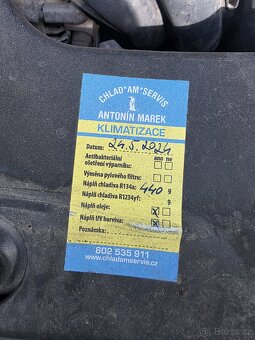 CHLAD*AM*SERVIS
ANTONÍN MAREK
KLIMATIZACE
Datum: 24.5.2024
Antibakteriální ano ne
ošetření výparníku:
Výměna pylového filtru:
Náplň chladiva R134a: 440 g
Náplň chladiva R1234yf: g
Náplň oleje: x
Náplň UV barviva: x
Poznámka:
602 535 911
www.chladamservis.cz